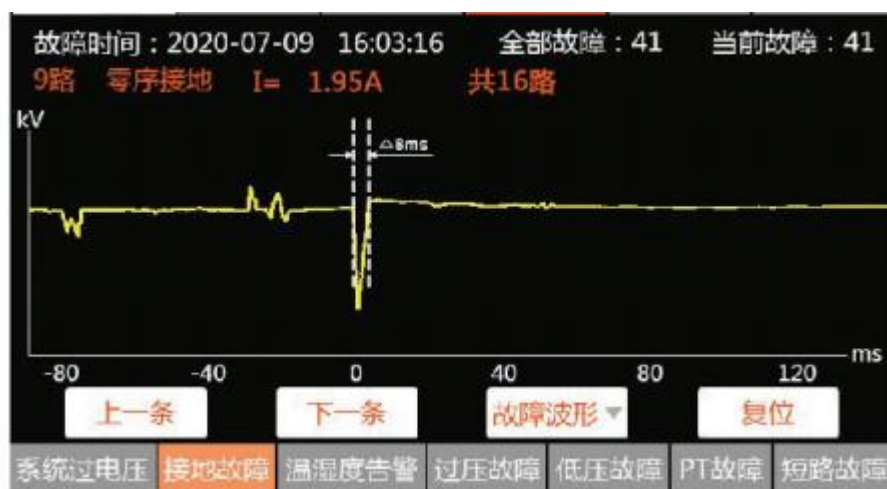 故障时间：2020-07-09 16:03:16 全部故障：41 当前故障：41
9路 零序接地 I= 1.95A 共16路
kV
△8ms
ms
-80 -40 0 40 80 120
上一条 下一条 故障波形 复位
系统过电压 接地故障 温湿度告警 过压故障 低压故障 PT故障 短路故障